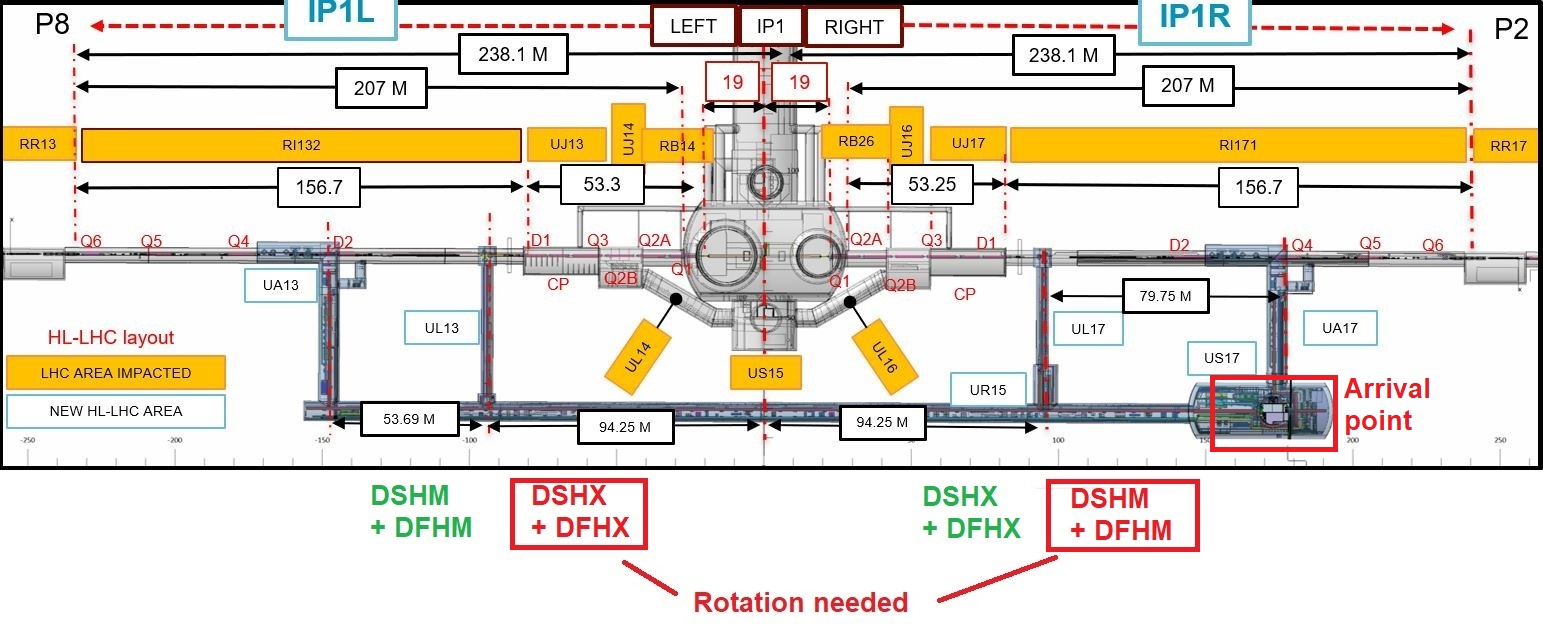 P8
IP1L
LEFT
IP1
RIGHT
IP1R
P2
238.1 M
238.1 M
207 M
19
19
207 M
RR13
RI132
UJ13
UJ14
RB14
RB26
UJ16
UJ17
RI171
RR17
156.7
53.3
100
53.25
156.7
Q6
Q5
Q4
D2
D1
Q3
Q2A
Q2A
Q3
D1
D2
Q4
Q5
Q6
CP
Q2B
Q1
Q1
Q2B
CP
UA13
79.75 M
UL13
UL17
UA17
HL-LHC layout
UL14
UL16
US17
LHC AREA IMPACTED
US15
UR15
Arrival
point
NEW HL-LHC AREA
53.69 M
94.25 M
94.25 M
-250
-200
-150
-100
100
200
250
DSHM
+ DFHM
DSHX
+ DFHX
DSHX
+ DFHX
DSHM
+ DFHM
Rotation needed